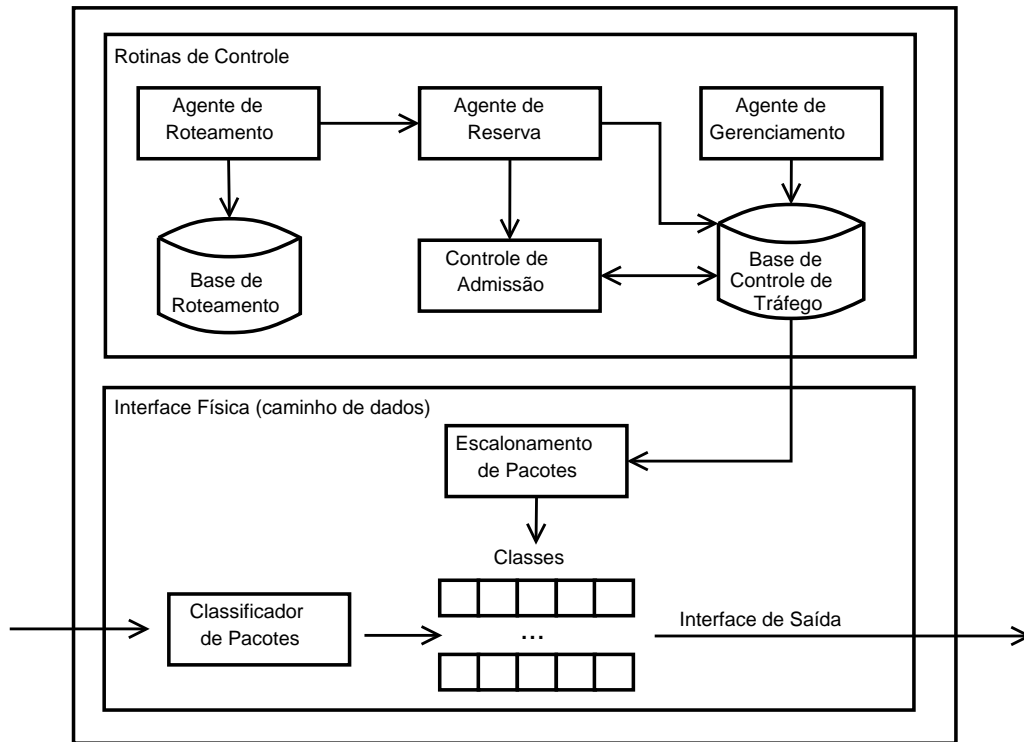 Rotinas de Controle
Agente de
Roteamento
Agente de
Reserva
Agente de
Gerenciamento
Base de
Roteamento
Controle de
Admissão
Base de
Controle de
Tráfego
Interface Física (caminho de dados)
Escalonamento
de Pacotes
Classes
Classificador
de Pacotes
...
Interface de Saída